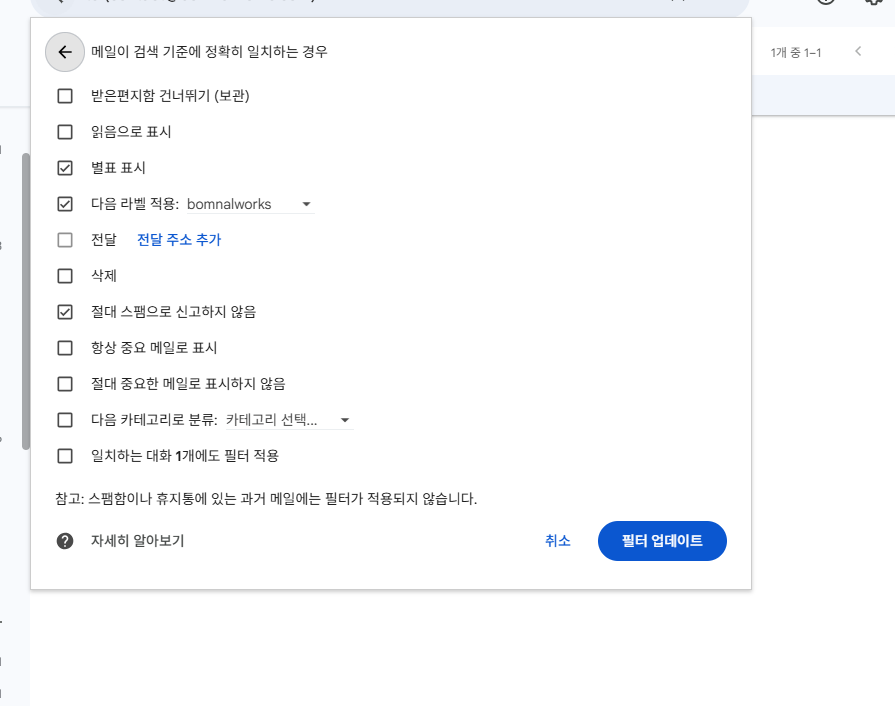 메일이 검색 기준에 정확히 일치하는 경우
1개 중 1–1
받은편지함 건너뛰기 (보관)
읽음으로 표시
별표 표시
다음 라벨 적용: bomnalworks
전달 전달 주소 추가
삭제
절대 스팸으로 신고하지 않음
항상 중요 메일로 표시
절대 중요한 메일로 표시하지 않음
다음 카테고리로 분류: 카테고리 선택...
일치하는 대화 1개에도 필터 적용
참고: 스팸함이나 휴지통에 있는 과거 메일에는 필터가 적용되지 않습니다.
자세히 알아보기 취소 필터 업데이트